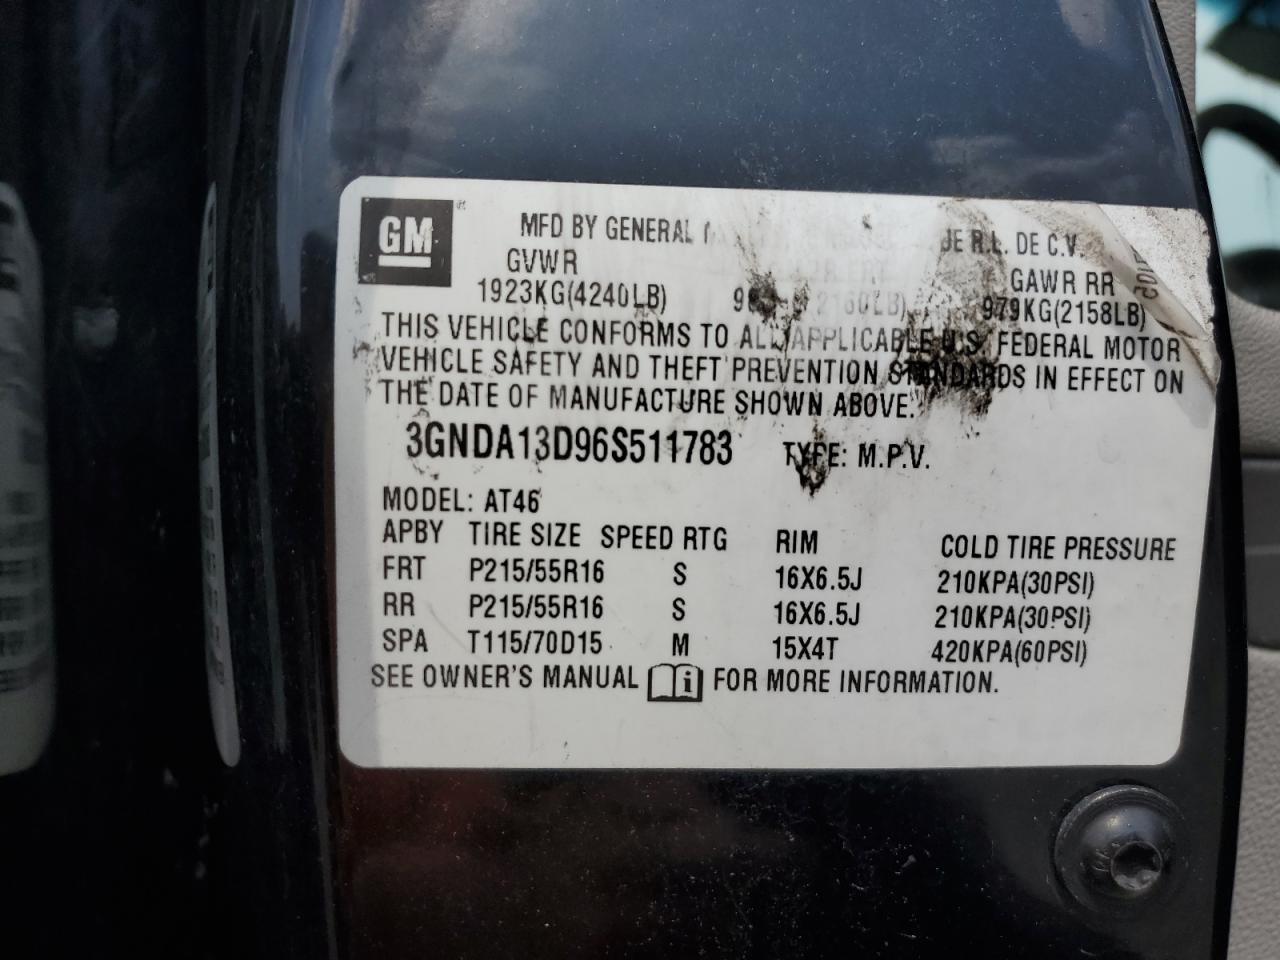 GM
MFD BY GENERAL DE R.L. DE C.V.
GVWR GAWR RR
1923KG(4240LB) 2160LB) 979KG(2158LB)
THIS VEHICLE CONFORMS TO ALL APPLICABLE U.S. FEDERAL MOTOR
VEHICLE SAFETY AND THEFT PREVENTION STANDARDS IN EFFECT ON
THE DATE OF MANUFACTURE SHOWN ABOVE.
3GNDA13D96S511783 TYPE: M.P.V.
MODEL: AT46
APBY TIRE SIZE SPEED RTG RIM COLD TIRE PRESSURE
FRT P215/55R16 S 16X6.5J 210KPA(30PSI)
RR P215/55R16 S 16X6.5J 210KPA(30PSI)
SPA T115/70D15 M 15X4T 420KPA(60PSI)
SEE OWNER'S MANUAL i FOR MORE INFORMATION.